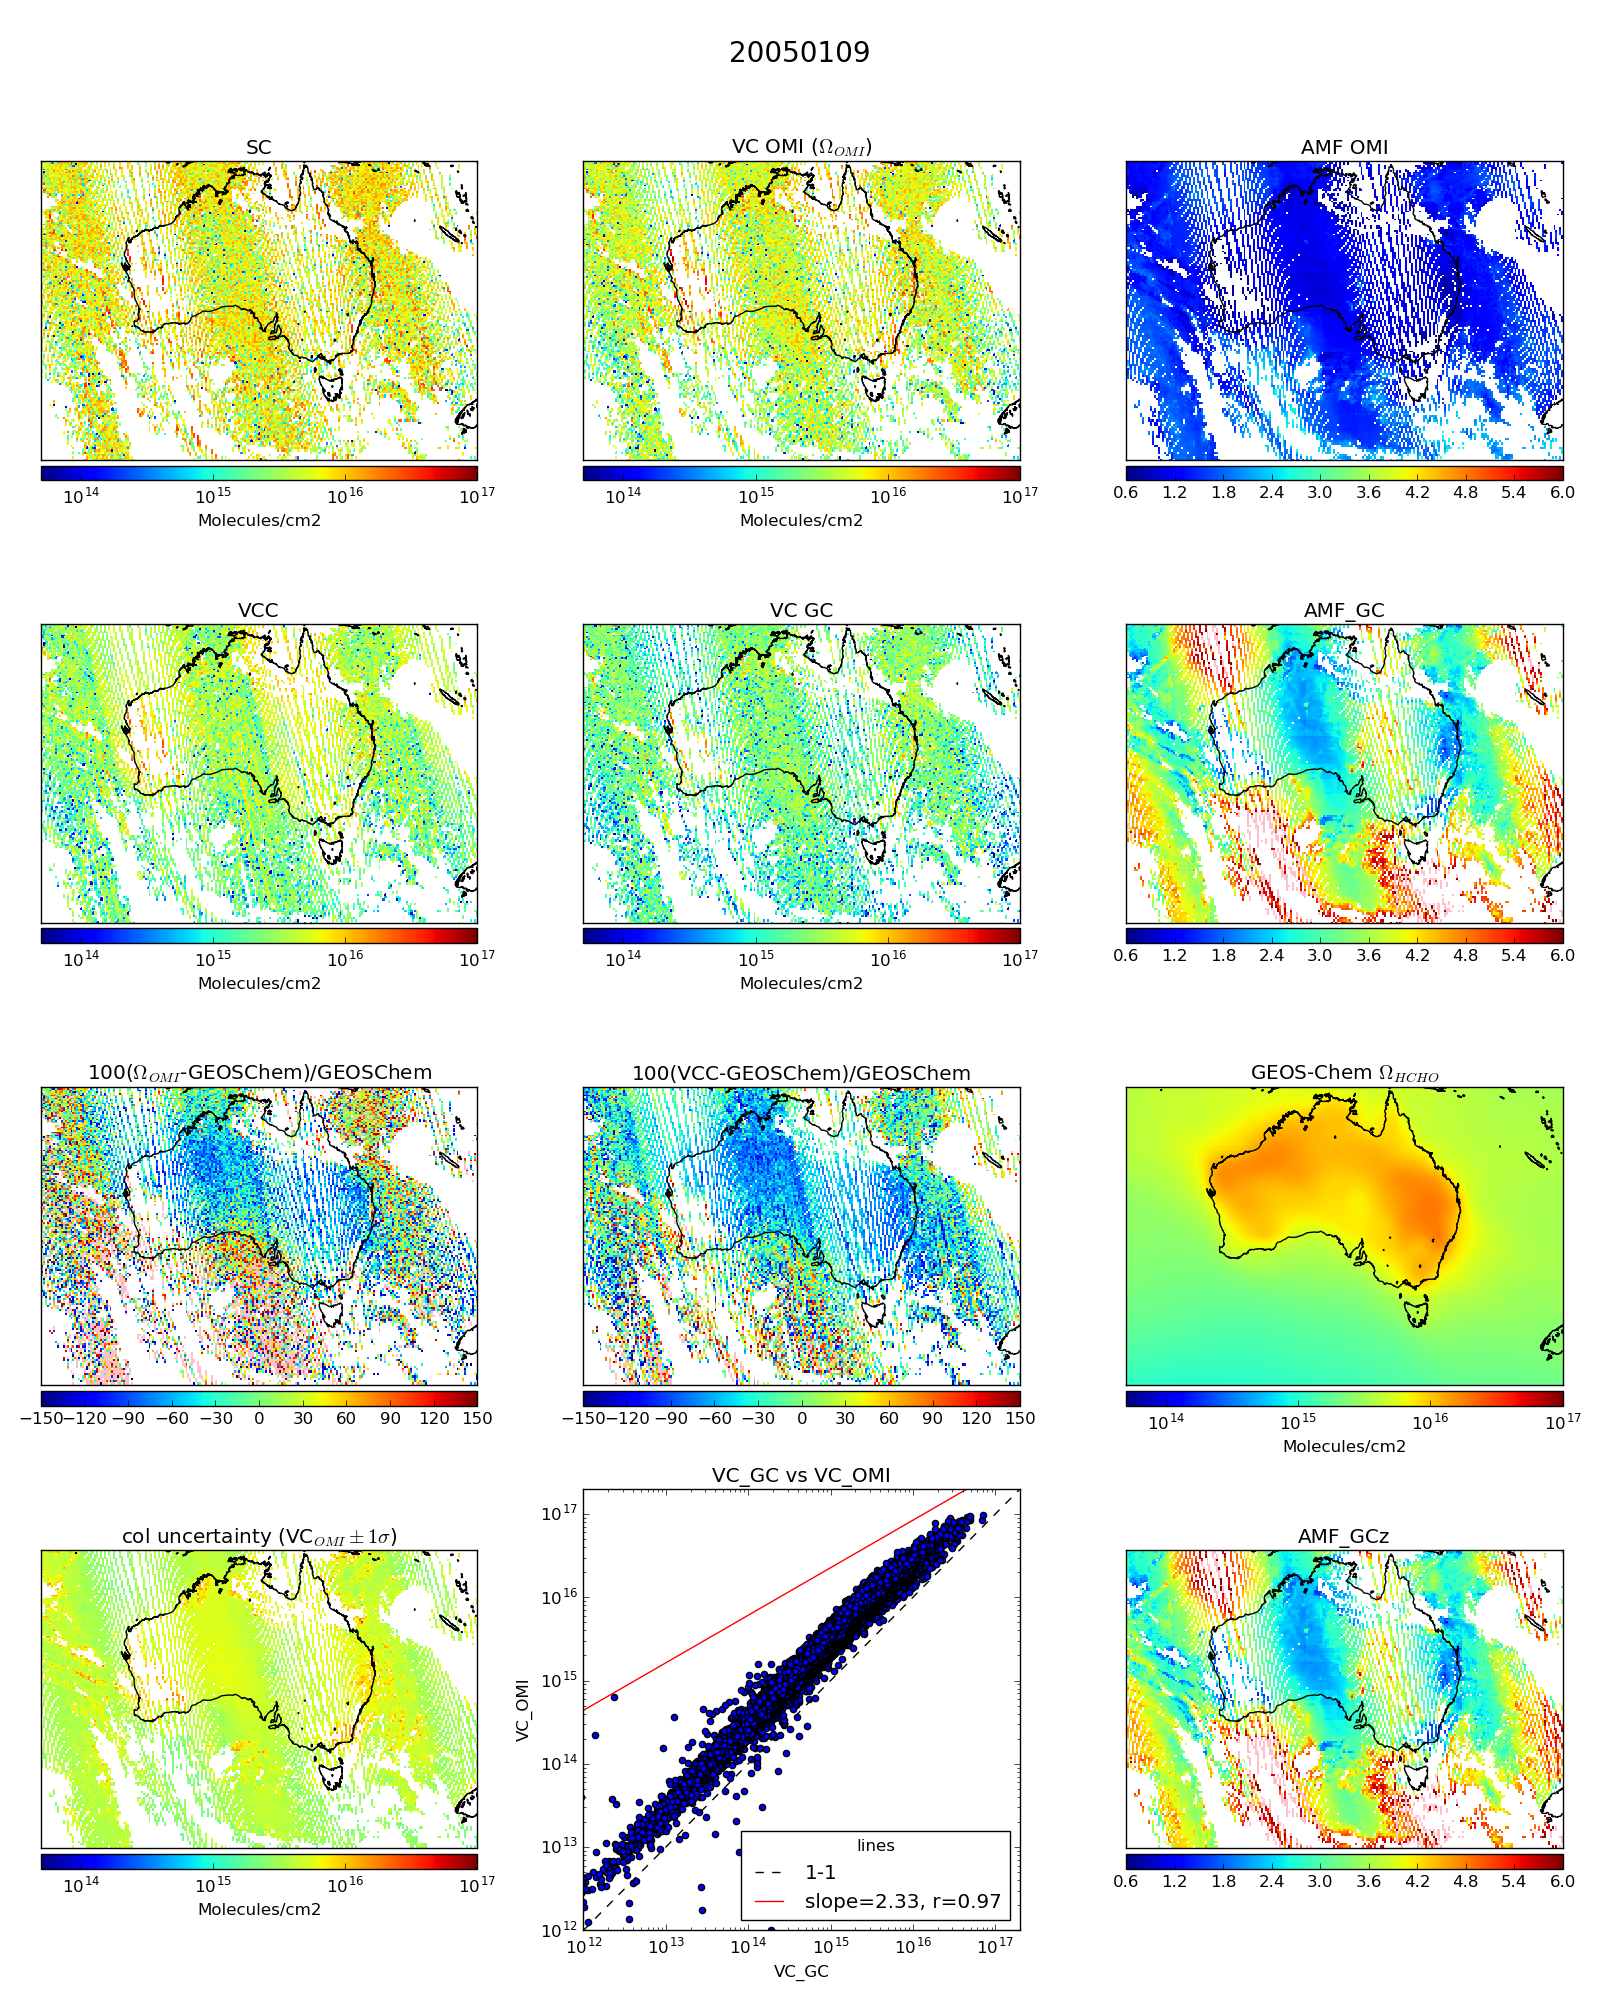 20050109
SC
VC OMI (Ω_OMI)
AMF OMI
10^14 10^15 10^16 10^17
Molecules/cm2
10^14 10^15 10^16 10^17
Molecules/cm2
0.6 1.2 1.8 2.4 3.0 3.6 4.2 4.8 5.4 6.0
VCC
VC GC
AMF_GC
10^14 10^15 10^16 10^17
Molecules/cm2
10^14 10^15 10^16 10^17
Molecules/cm2
0.6 1.2 1.8 2.4 3.0 3.6 4.2 4.8 5.4 6.0
100(Ω_OMI-GEOSChem)/GEOSChem
100(VCC-GEOSChem)/GEOSChem
GEOS-Chem Ω_HCHO
−150 −120 −90 −60 −30 0 30 60 90 120 150
−150 −120 −90 −60 −30 0 30 60 90 120 150
10^14 10^15 10^16 10^17
Molecules/cm2
col uncertainty (VC_OMI ± 1σ)
10^14 10^15 10^16 10^17
Molecules/cm2
VC_GC vs VC_OMI
10^17
10^16
10^15
10^14
10^13
10^12
VC_OMI
lines
1-1
slope=2.33, r=0.97
10^12 10^13 10^14 10^15 10^16 10^17
VC_GC
AMF_GCz
0.6 1.2 1.8 2.4 3.0 3.6 4.2 4.8 5.4 6.0